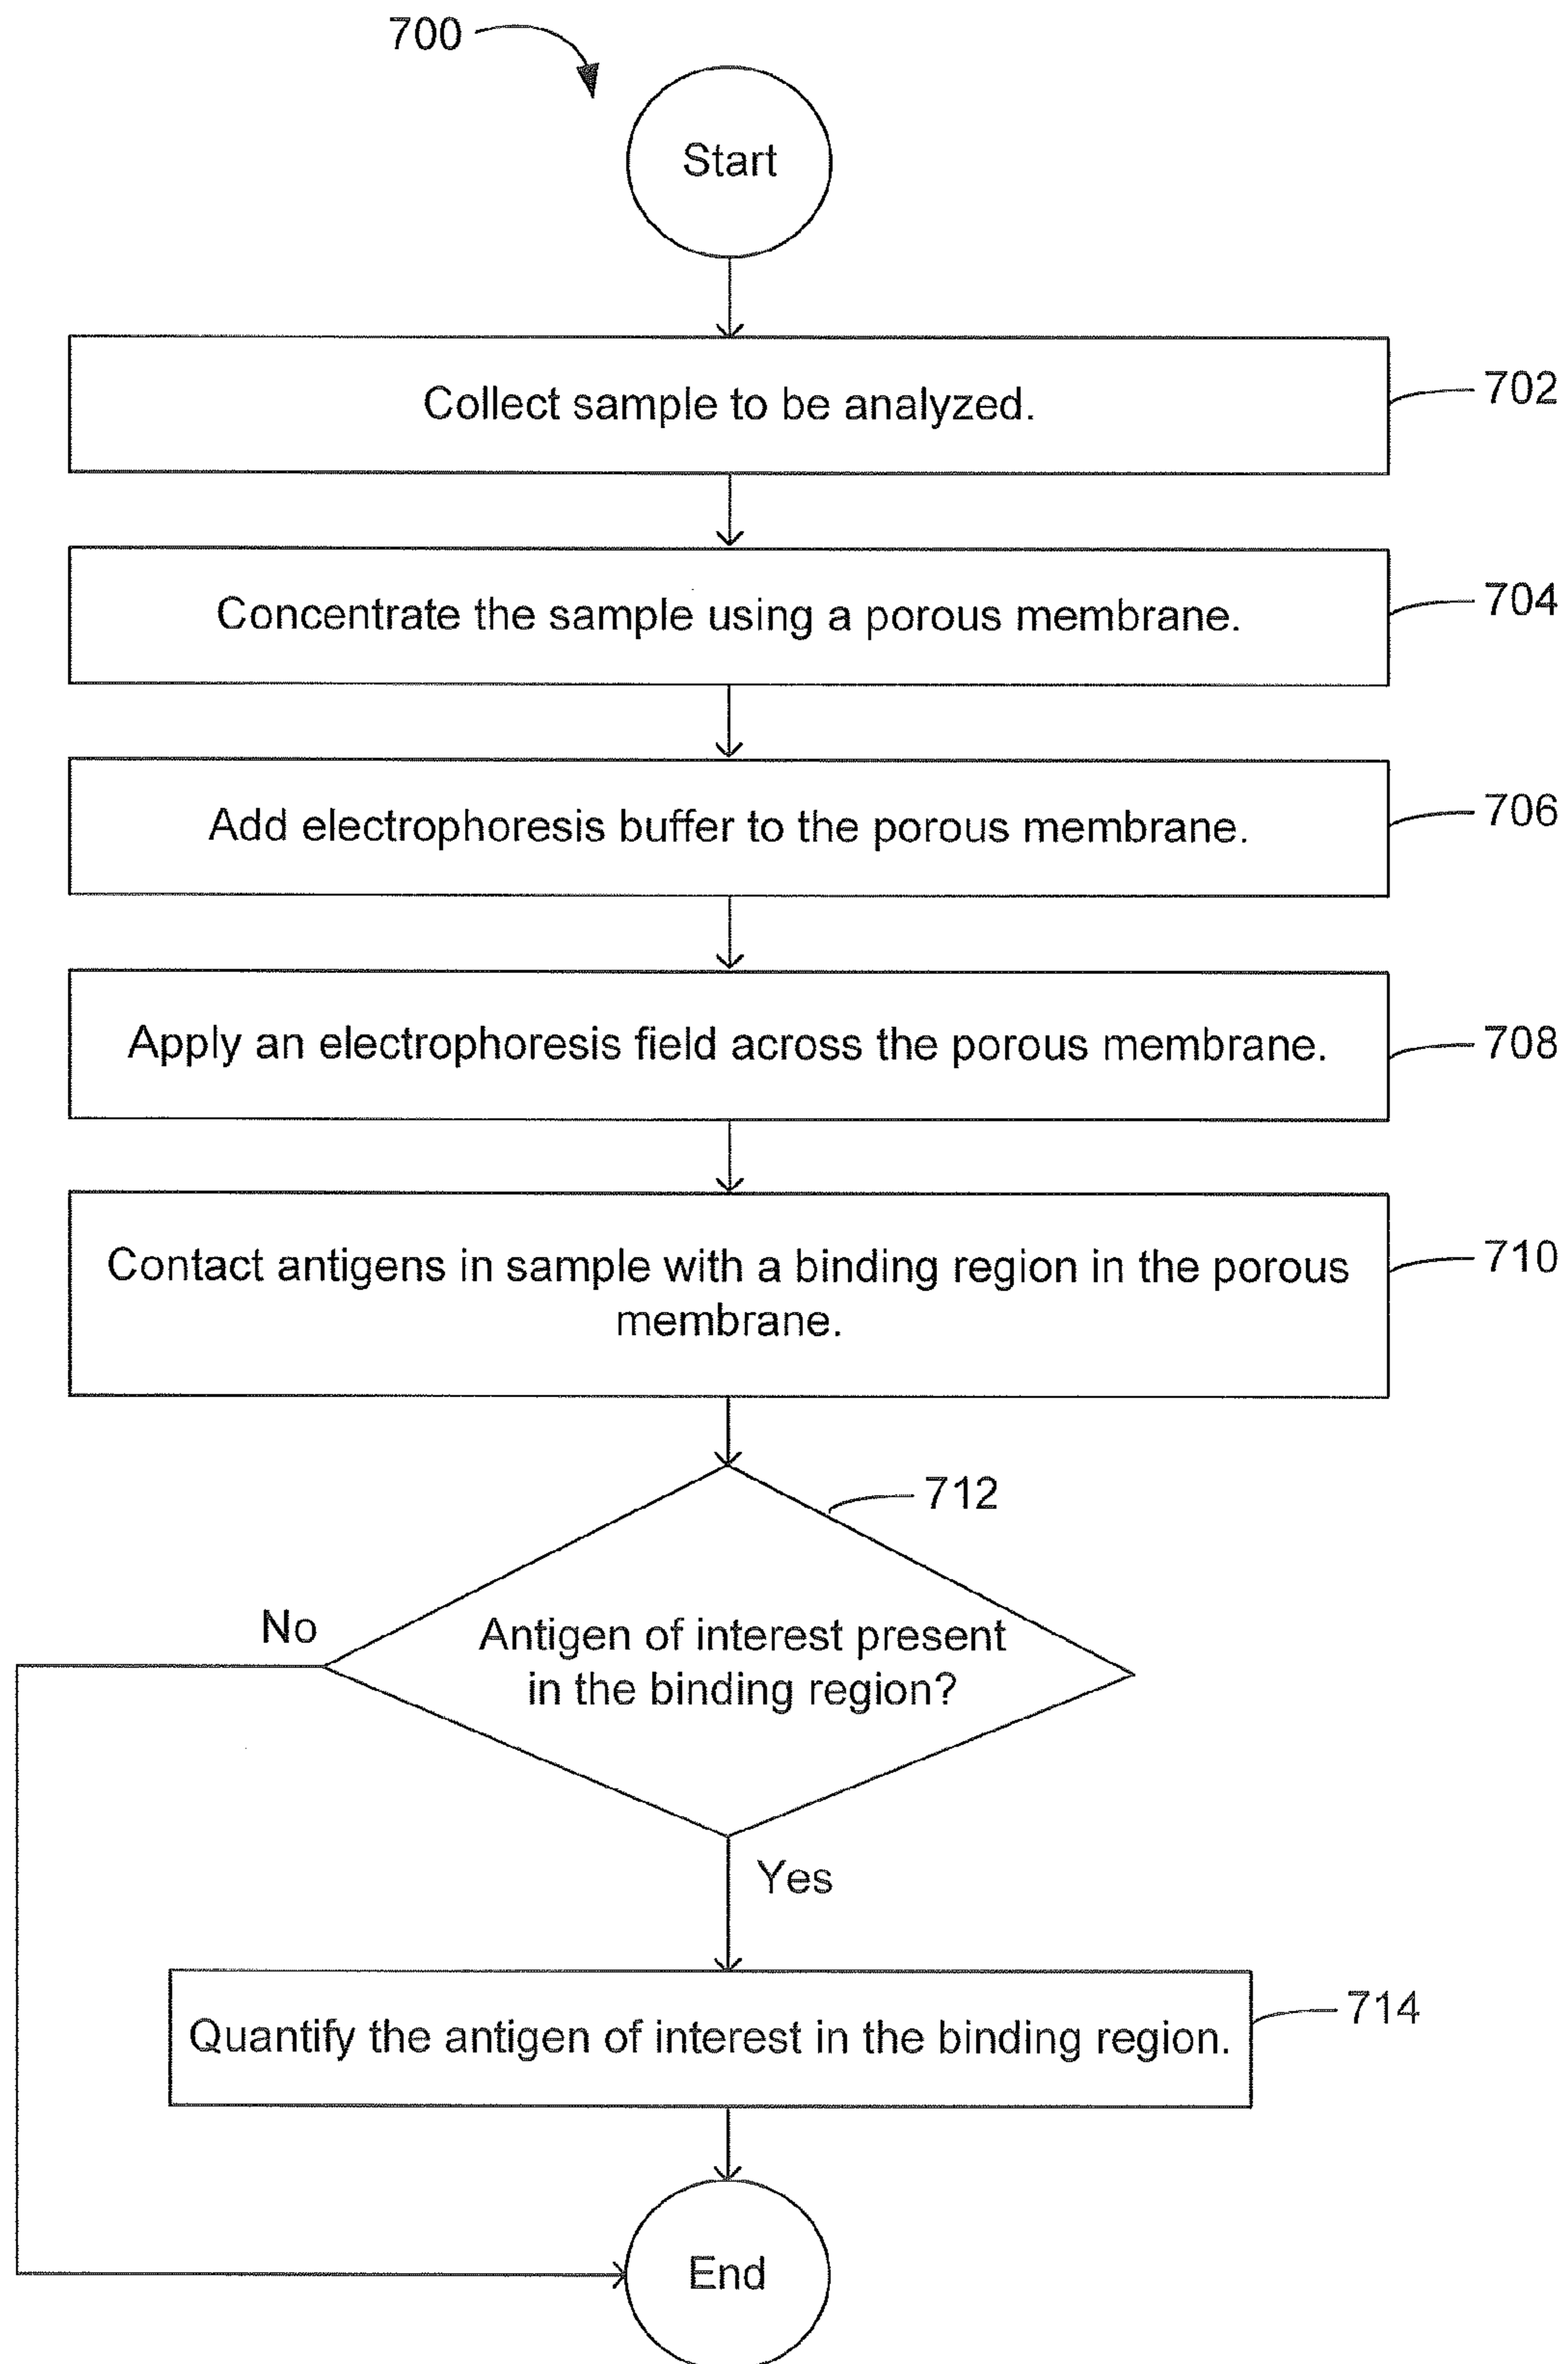 700
Start
Collect sample to be analyzed.
702
Concentrate the sample using a porous membrane.
704
Add electrophoresis buffer to the porous membrane.
706
Apply an electrophoresis field across the porous membrane.
708
Contact antigens in sample with a binding region in the porous
membrane.
710
712
Antigen of interest present
in the binding region?
No
Yes
Quantify the antigen of interest in the binding region.
714
End